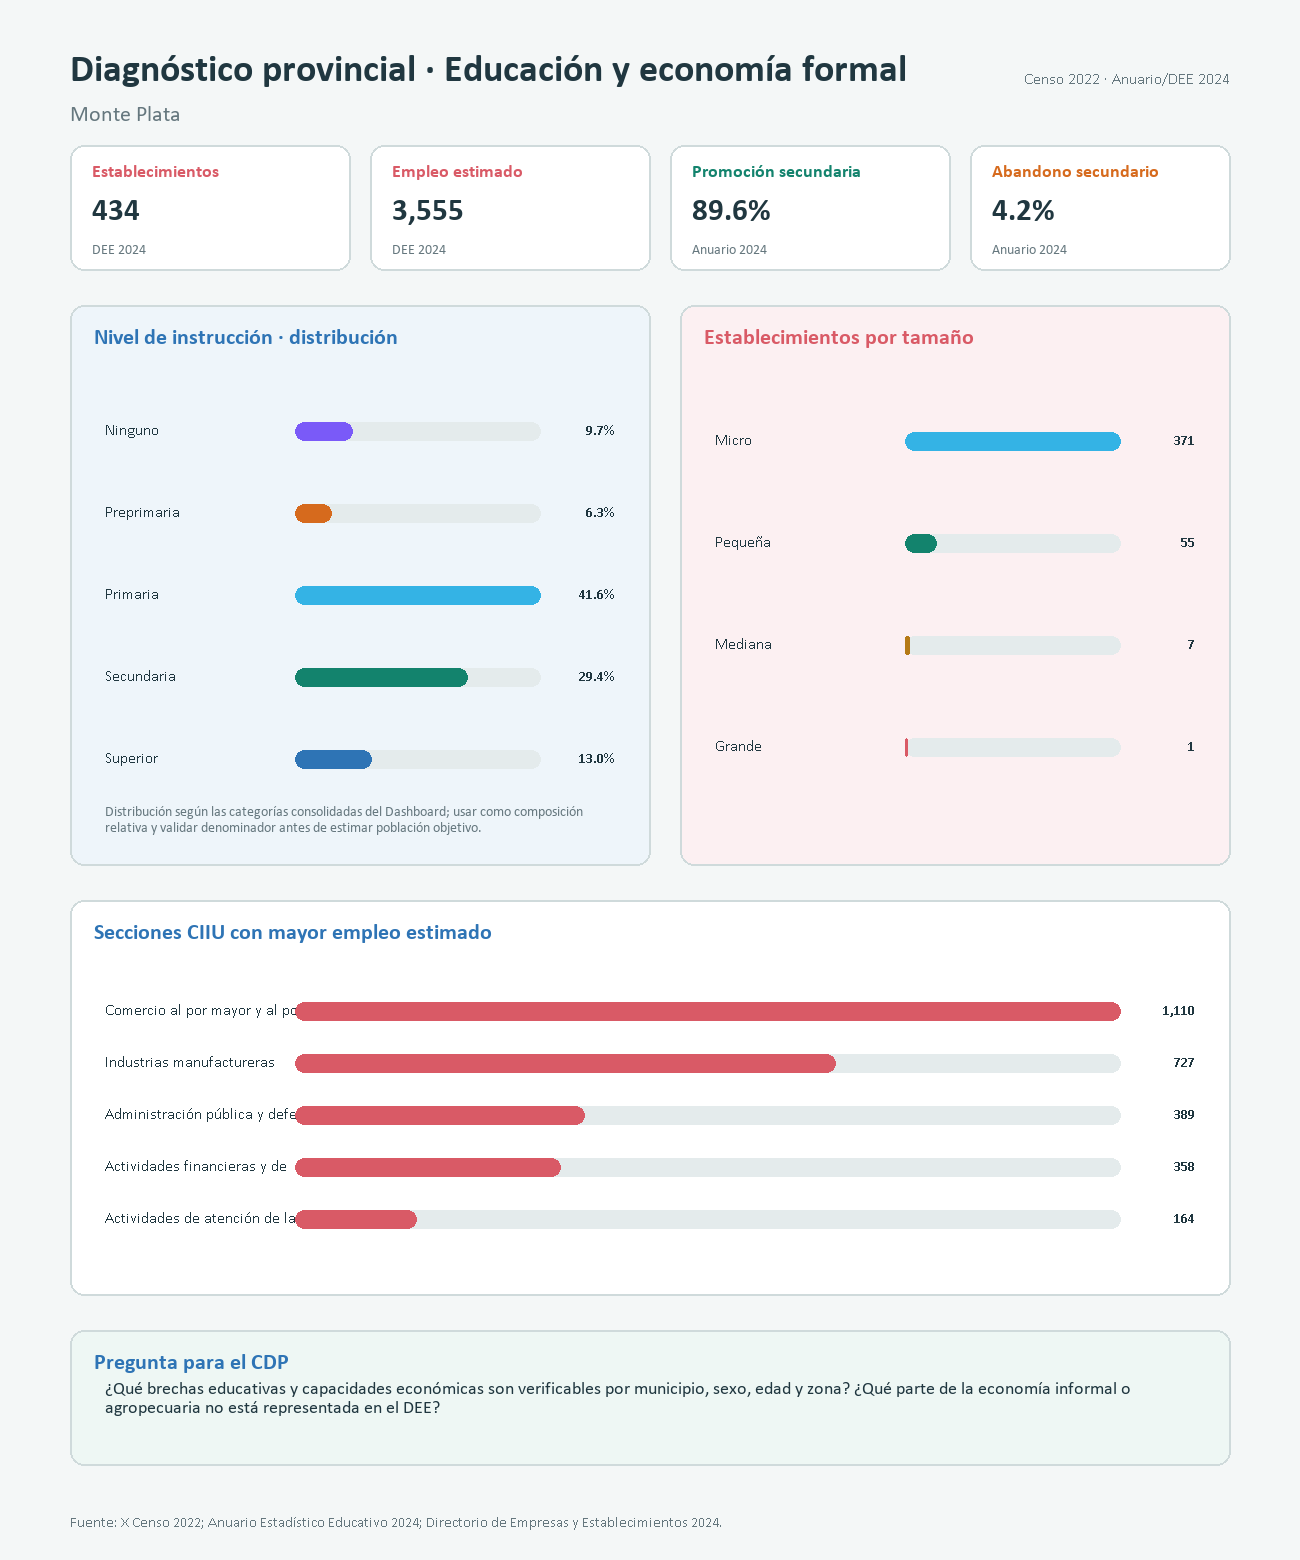 Diagnóstico provincial · Educación y economía formal
Censo 2022 · Anuario/DEE 2024
Monte Plata
Establecimientos
434
DEE 2024
Empleo estimado
3,555
DEE 2024
Promoción secundaria
89.6%
Anuario 2024
Abandono secundario
4.2%
Anuario 2024
Nivel de instrucción · distribución
Ninguno 9.7%
Preprimaria 6.3%
Primaria 41.6%
Secundaria 29.4%
Superior 13.0%
Distribución según las categorías consolidadas del Dashboard; usar como composición
relativa y validar denominador antes de estimar población objetivo.
Establecimientos por tamaño
Micro 371
Pequeña 55
Mediana 7
Grande 1
Secciones CIIU con mayor empleo estimado
Comercio al por mayor y al po 1,110
Industrias manufactureras 727
Administración pública y defe 389
Actividades financieras y de 358
Actividades de atención de la 164
Pregunta para el CDP
¿Qué brechas educativas y capacidades económicas son verificables por municipio, sexo, edad y zona? ¿Qué parte de la economía informal o
agropecuaria no está representada en el DEE?
Fuente: X Censo 2022; Anuario Estadístico Educativo 2024; Directorio de Empresas y Establecimientos 2024.